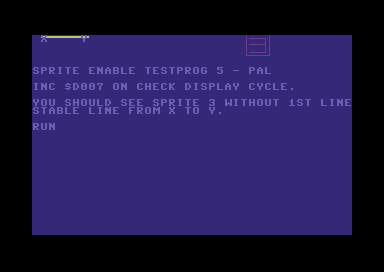 X Y
SPRITE ENABLE TESTPROG 5 - PAL
INC $D007 ON CHECK DISPLAY CYCLE.
YOU SHOULD SEE SPRITE 3 WITHOUT 1ST LINE
STABLE LINE FROM X TO Y.
RUN